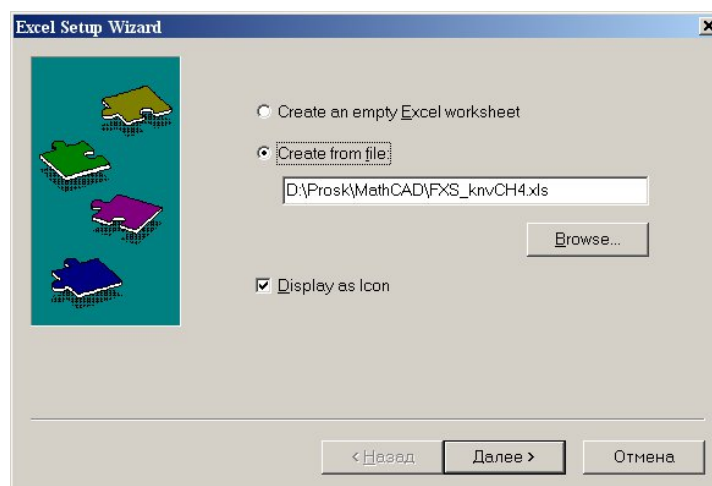 Excel Setup Wizard
Create an empty Excel worksheet
Create from file:
D:\Prosk\MathCAD\FXS_knvCH4.xls
Browse...
Display as Icon
< Назад
Далее >
Отмена